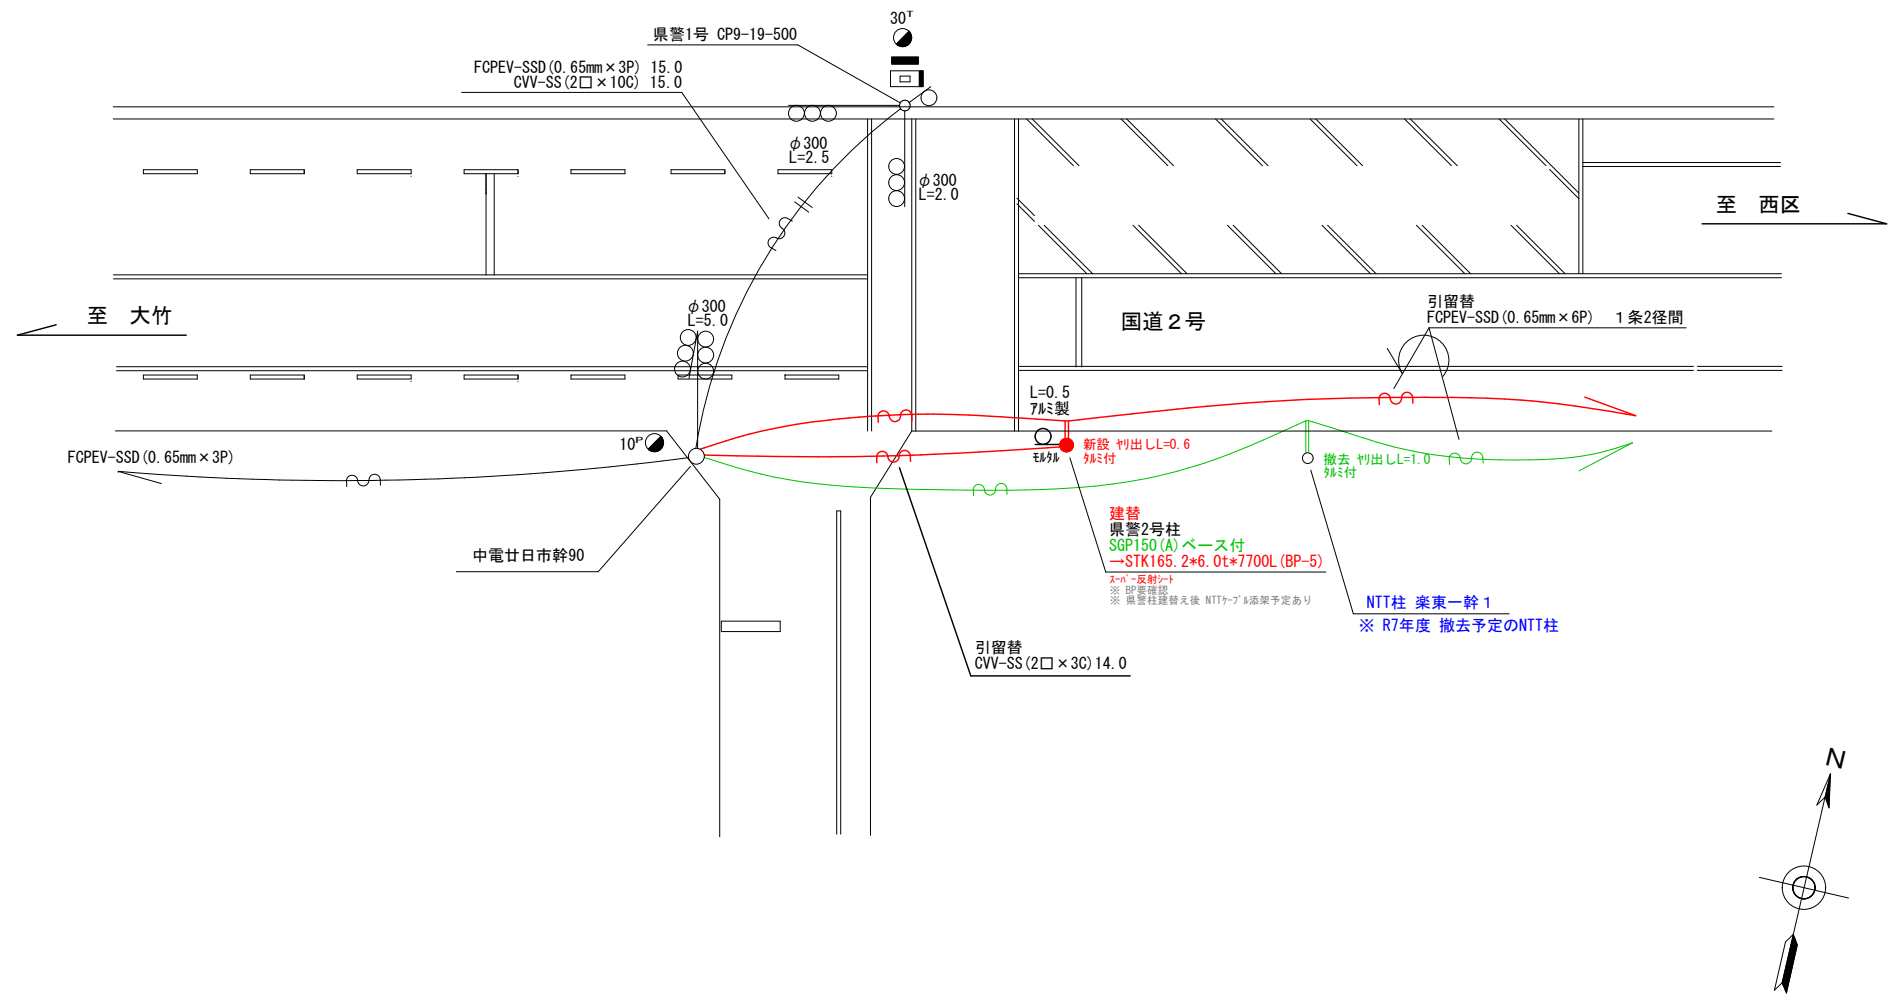 30ᵀ
県警1号 CP9-19-500
FCPEV-SSD(0.65mm×3P) 15.0
CVV-SS(2□×10C) 15.0
φ300
L=2.5
φ300
L=2.0
至 西区
至 大竹
φ300
L=5.0
国道２号
引留替
FCPEV-SSD(0.65mm×6P) １条2径間
L=0.5
ｱﾙﾐ製
10ᴾ
ﾓﾙﾀﾙ
新設 ﾔﾘ出しL=0.6
ﾀﾙﾐ付
FCPEV-SSD(0.65mm×3P)
撤去 ﾔﾘ出しL=1.0
ﾀﾙﾐ付
建替
県警2号柱
SGP150(A)ベース付
→STK165.2*6.0t*7700L(BP-5)
ｽｰﾊﾟｰ反射ｼｰﾄ
※ BP要確認
※ 県警柱建替え後 NTTｹｰﾌﾞﾙ添架予定あり
中電廿日市幹90
NTT柱 楽東一幹１
※ R7年度 撤去予定のNTT柱
引留替
CVV-SS(2□×3C)14.0
N